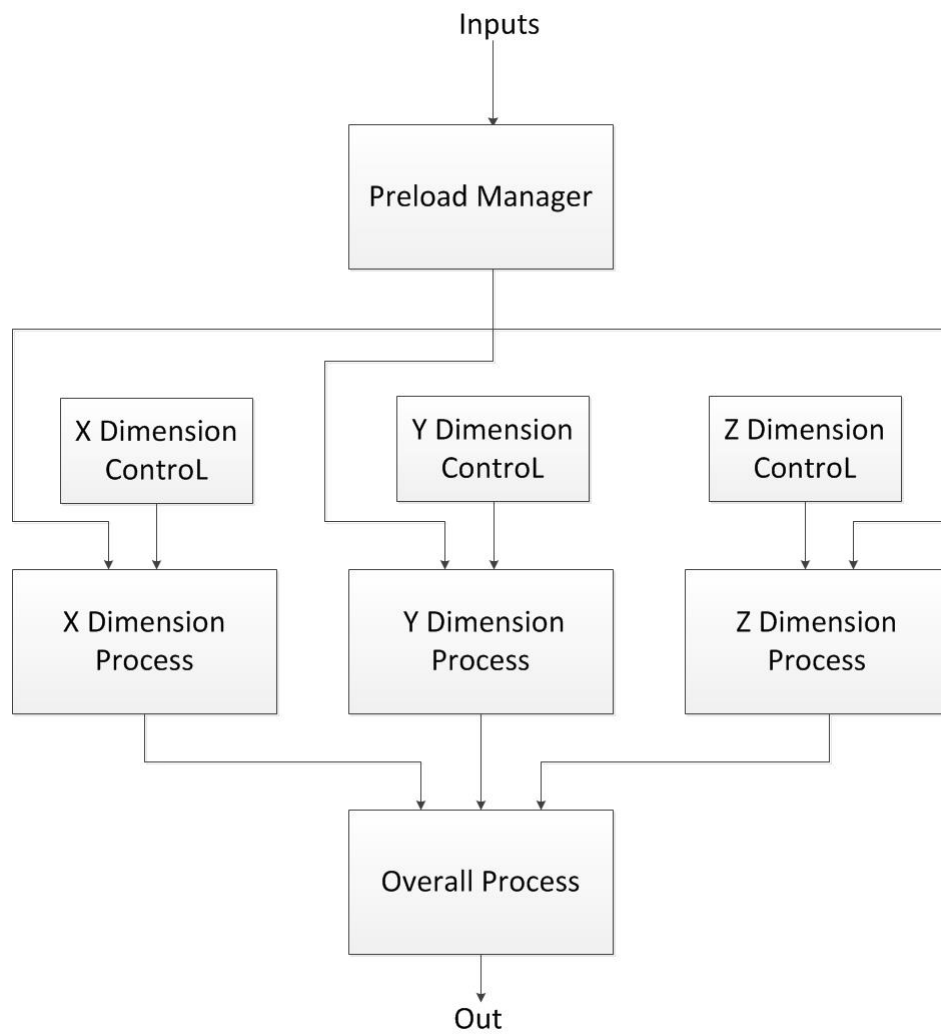 Inputs
Preload Manager
X Dimension
ControL
Y Dimension
ControL
Z Dimension
ControL
X Dimension
Process
Y Dimension
Process
Z Dimension
Process
Overall Process
Out